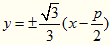 y = ±√3/3 (x − p/2)